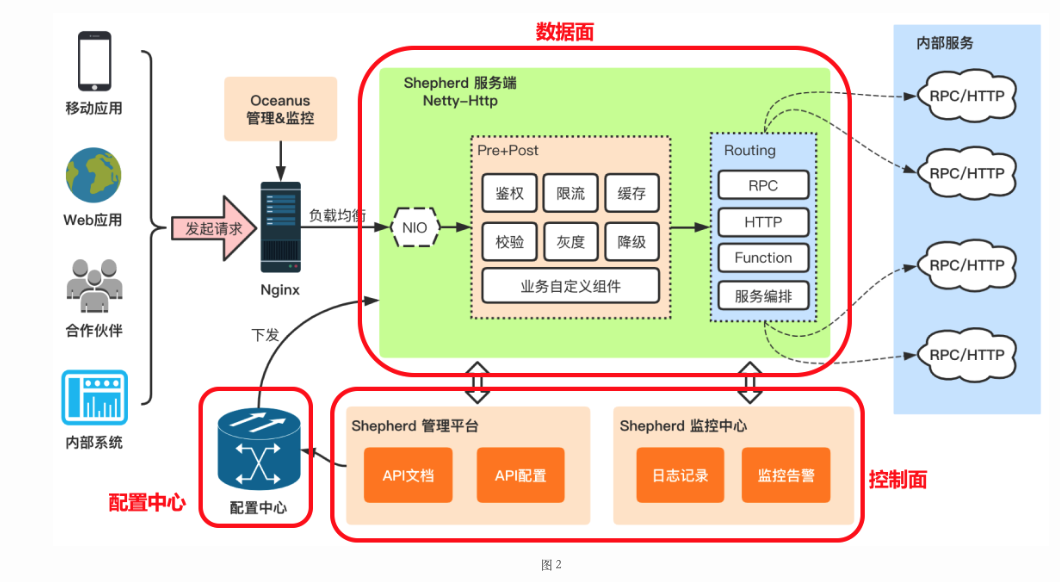 数据面
内部服务
移动应用
Web应用
合作伙伴
内部系统
发起请求
Oceanus
管理&监控
Nginx
负载均衡
Shepherd 服务端
Netty-Http
NIO
Pre+Post
鉴权
限流
缓存
校验
灰度
降级
业务自定义组件
Routing
RPC
HTTP
Function
服务编排
RPC/HTTP
RPC/HTTP
RPC/HTTP
RPC/HTTP
下发
配置中心
配置中心
Shepherd 管理平台
API文档
API配置
Shepherd 监控中心
日志记录
监控告警
控制面
图 2